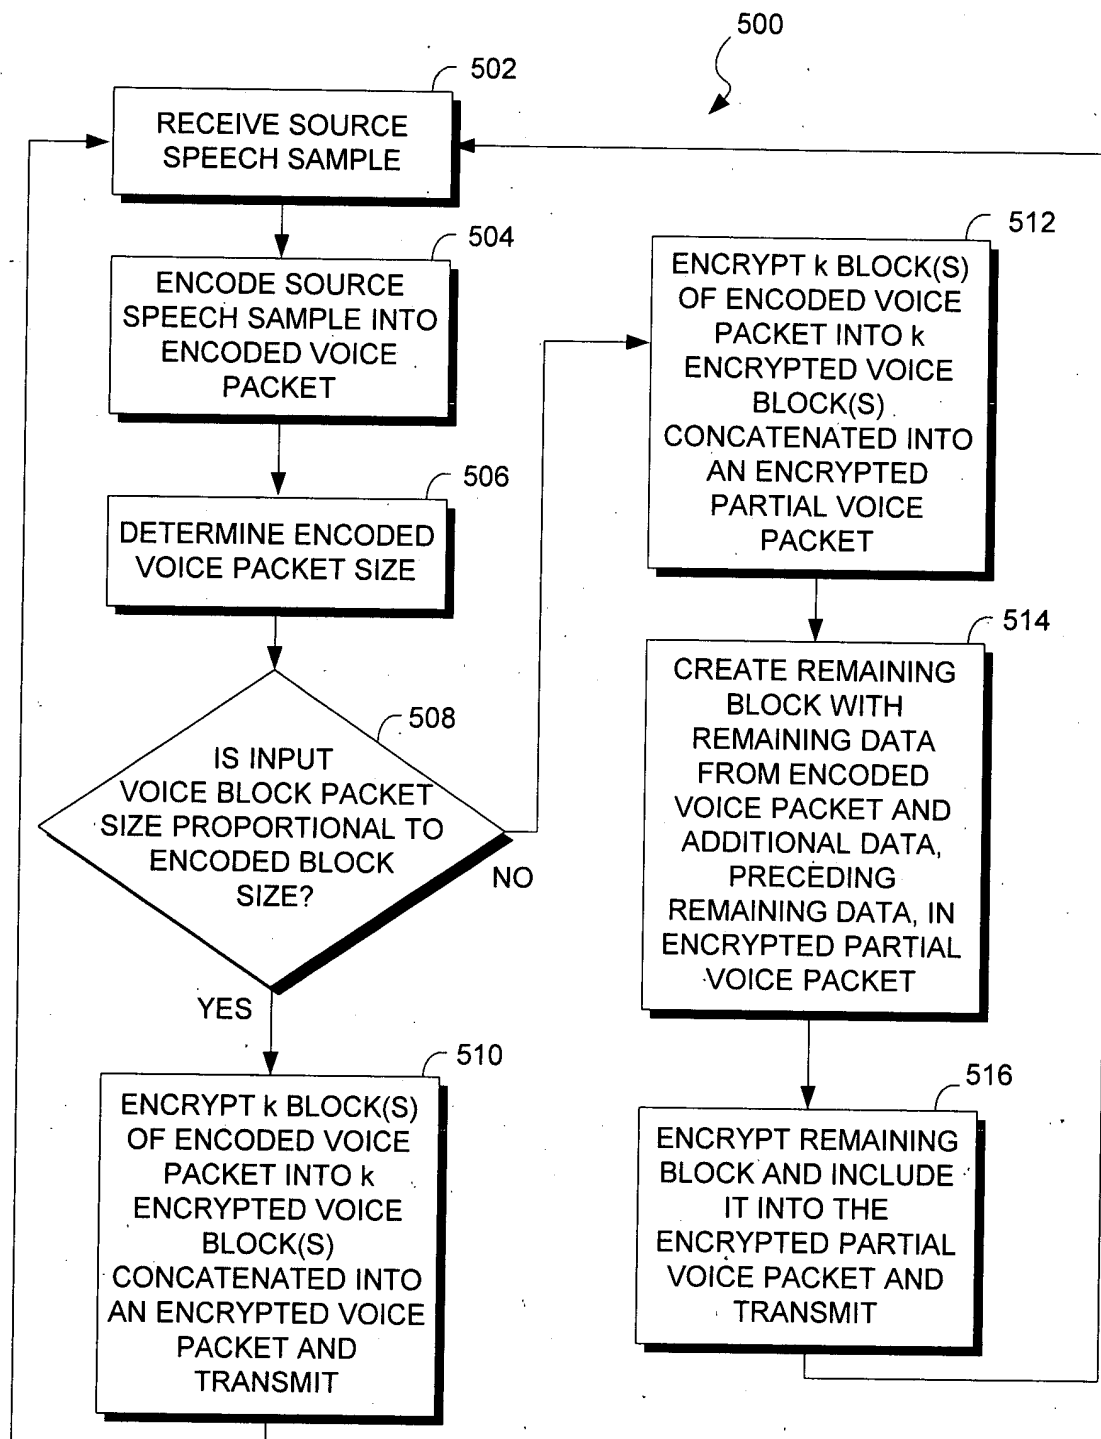 500
502
RECEIVE SOURCE
SPEECH SAMPLE
504
ENCODE SOURCE
SPEECH SAMPLE INTO
ENCODED VOICE
PACKET
506
DETERMINE ENCODED
VOICE PACKET SIZE
508
IS INPUT
VOICE BLOCK PACKET
SIZE PROPORTIONAL TO
ENCODED BLOCK
SIZE?
NO
YES
510
ENCRYPT k BLOCK(S)
OF ENCODED VOICE
PACKET INTO k
ENCRYPTED VOICE
BLOCK(S)
CONCATENATED INTO
AN ENCRYPTED VOICE
PACKET AND
TRANSMIT
512
ENCRYPT k BLOCK(S)
OF ENCODED VOICE
PACKET INTO k
ENCRYPTED VOICE
BLOCK(S)
CONCATENATED INTO
AN ENCRYPTED
PARTIAL VOICE
PACKET
514
CREATE REMAINING
BLOCK WITH
REMAINING DATA
FROM ENCODED
VOICE PACKET AND
ADDITIONAL DATA,
PRECEDING
REMAINING DATA, IN
ENCRYPTED PARTIAL
VOICE PACKET
516
ENCRYPT REMAINING
BLOCK AND INCLUDE
IT INTO THE
ENCRYPTED PARTIAL
VOICE PACKET AND
TRANSMIT